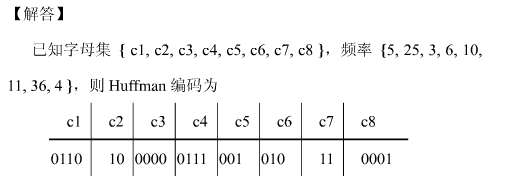 【解答】
已知字母集 { c1, c2, c3, c4, c5, c6, c7, c8 }，频率 {5, 25, 3, 6, 10,
11, 36, 4 }，则 Huffman 编码为
c1 c2 c3 c4 c5 c6 c7 c8
0110 10 0000 0111 001 010 11 0001